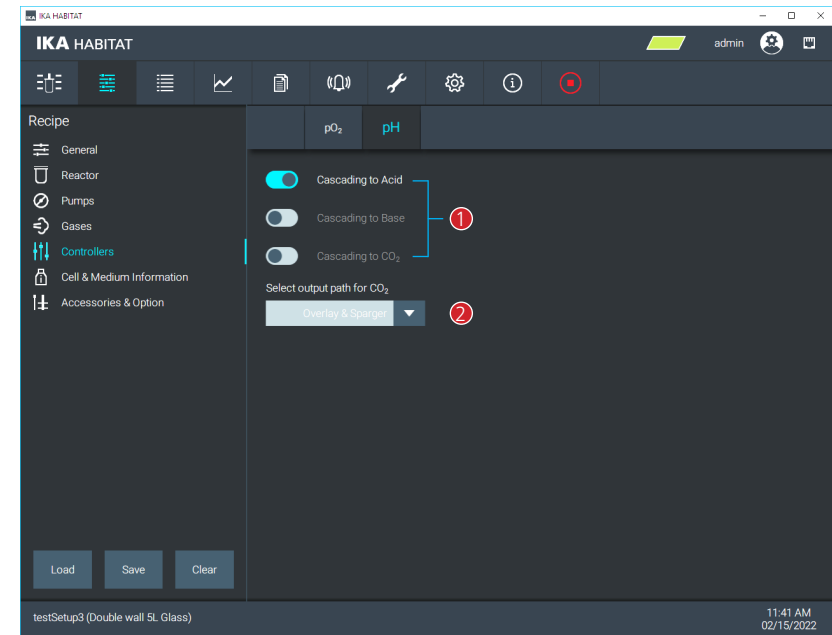 IKA HABITAT
IKA HABITAT
admin
Recipe
General
Reactor
Pumps
Gases
Controllers
Cell & Medium Information
Accessories & Option
pO₂
pH
Cascading to Acid
Cascading to Base
Cascading to CO₂
1
Select output path for CO₂
Overlay & Sparger
2
Load
Save
Clear
testSetup3 (Double wall 5L Glass)
11:41 AM
02/15/2022